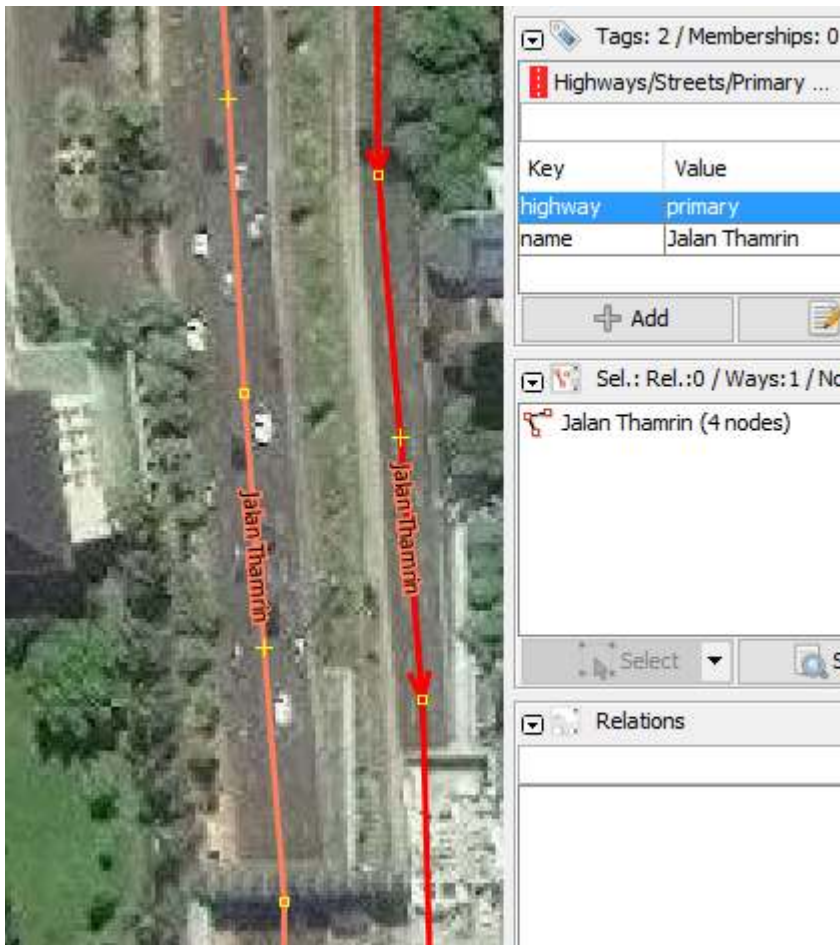 Tags: 2 / Memberships: 0
Highways/Streets/Primary ...
Key Value
highway primary
name Jalan Thamrin
Add
Sel.: Rel.:0 / Ways:1 / No
Jalan Thamrin (4 nodes)
Select S
Relations
Jalan Thamrin
Jalan Thamrin